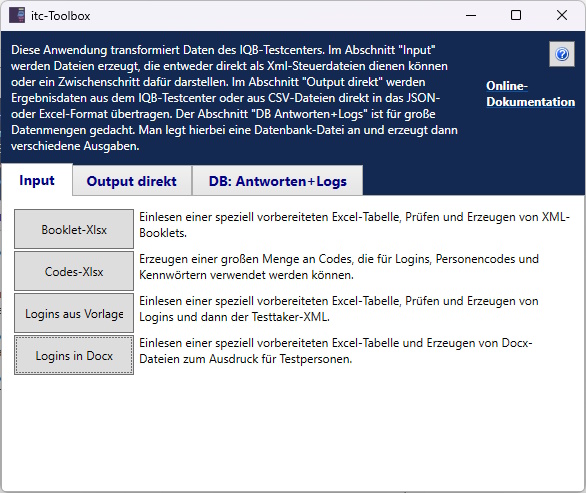 itc-Toolbox
Diese Anwendung transformiert Daten des IQB-Testcenters. Im Abschnitt "Input"
werden Dateien erzeugt, die entweder direkt als Xml-Steuerdateien dienen können
oder ein Zwischenschritt dafür darstellen. Im Abschnitt "Output direkt" werden
Ergebnisdaten aus dem IQB-Testcenter oder aus CSV-Dateien direkt in das JSON-
oder Excel-Format übertragen. Der Abschnitt "DB Antworten+Logs" ist für große
Datenmengen gedacht. Man legt hierbei eine Datenbank-Datei an und erzeugt dann
verschiedene Ausgaben.
?
Online-
Dokumentation
Input
Output direkt
DB: Antworten+Logs
Booklet-Xlsx
Einlesen einer speziell vorbereiteten Excel-Tabelle, Prüfen und Erzeugen von XML-
Booklets.
Codes-Xlsx
Erzeugen einer großen Menge an Codes, die für Logins, Personencodes und
Kennwörtern verwendet werden können.
Logins aus Vorlage
Einlesen einer speziell vorbereiteten Excel-Tabelle, Prüfen und Erzeugen von
Logins und dann der Testtaker-XML.
Logins in Docx
Einlesen einer speziell vorbereiteten Excel-Tabelle und Erzeugen von Docx-
Dateien zum Ausdruck für Testpersonen.